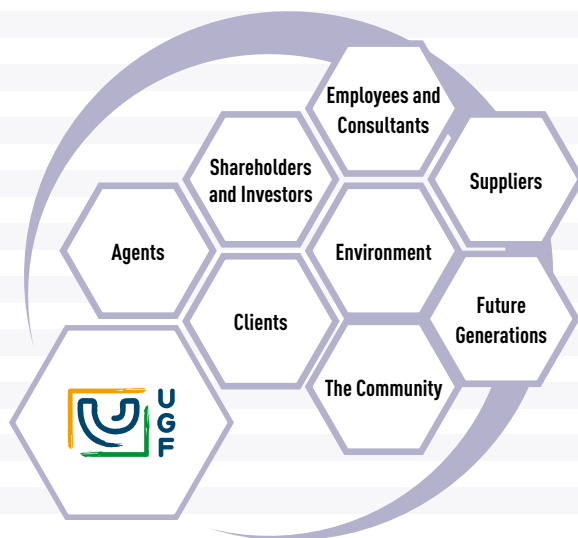 Employees and
Consultants
Shareholders
and Investors
Suppliers
Agents
Environment
Clients
Future
Generations
The Community
U
G
F